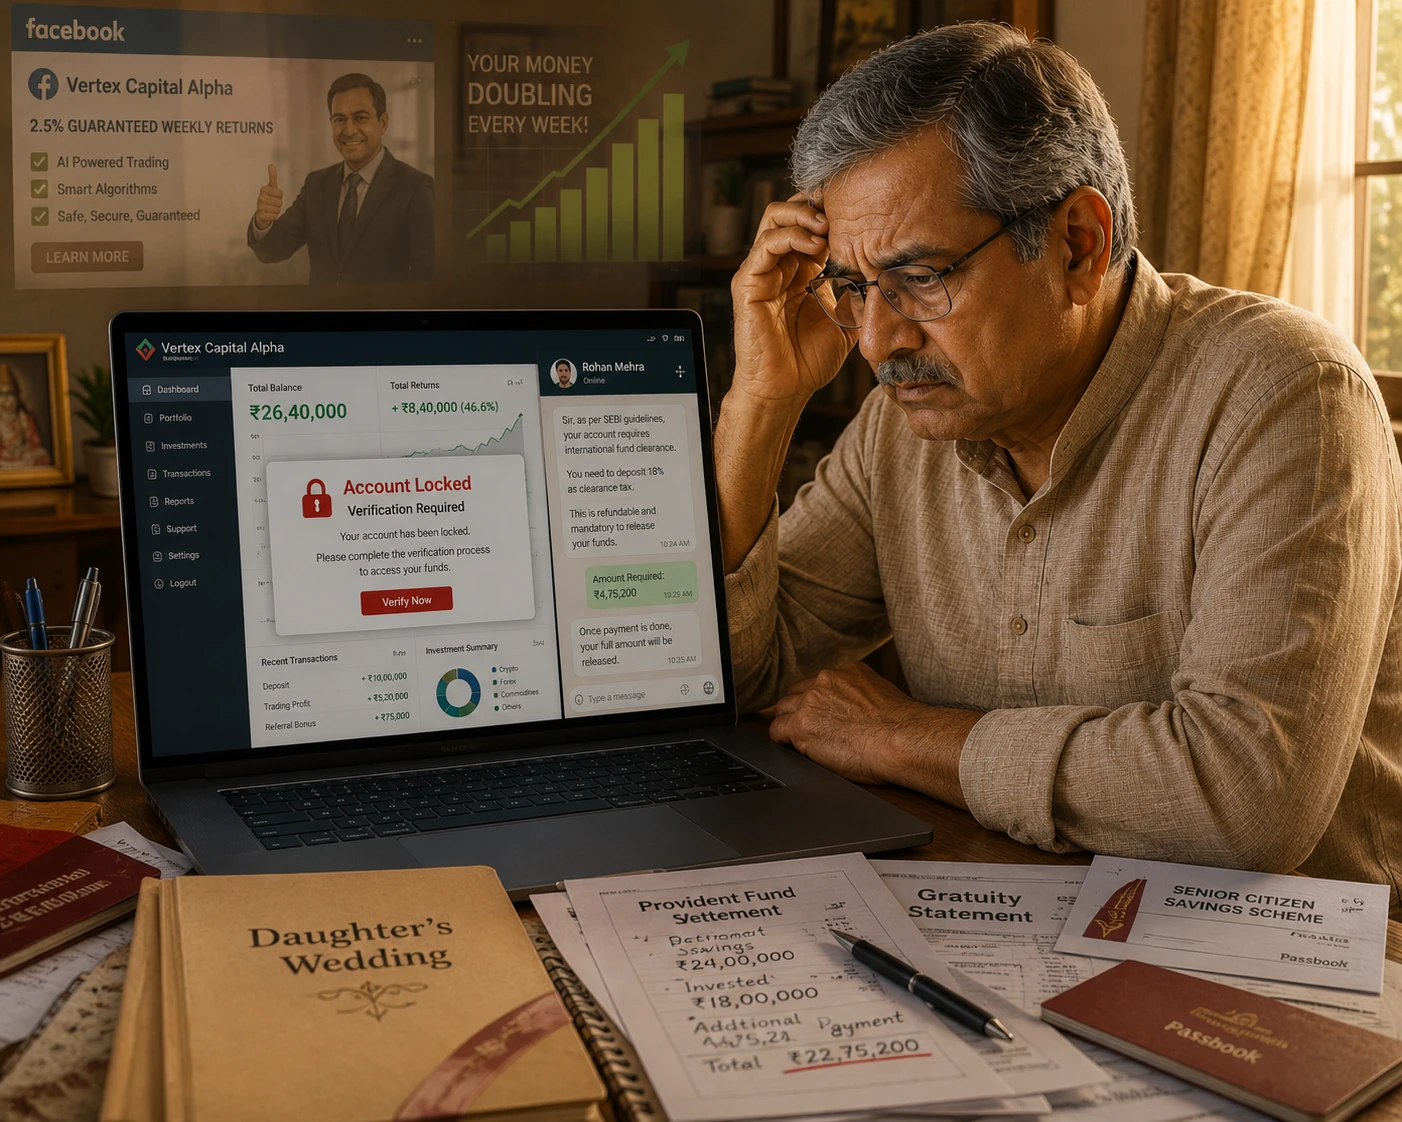 facebook
Vertex Capital Alpha
2.5% GUARANTEED WEEKLY RETURNS
AI Powered Trading
Smart Algorithms
Safe, Secure, Guaranteed
LEARN MORE
YOUR MONEY
DOUBLING
EVERY WEEK!
Vertex Capital Alpha
Dashboard
Portfolio
Investments
Transactions
Reports
Support
Settings
Logout
Total Balance
₹26,40,000
Total Returns
+ ₹8,40,000 (46.6%)
Account Locked
Verification Required
Your account has been locked.
Please complete the verification process
to access your funds.
Verify Now
Recent Transactions
Deposit
+ ₹10,00,000
Trading Profit
+ ₹5,20,000
Referral Bonus
+ ₹75,000
Investment Summary
Crypto
Forex
Commodities
Others
Rohan Mehra
Online
Sir, as per SEBI guidelines,
your account requires
international fund clearance.
You need to deposit 18%
as clearance tax.
This is refundable and
mandatory to release
your funds.
10:24 AM
Amount Required:
₹4,75,200
10:25 AM
Once payment is done,
your full amount will be
released.
10:25 AM
Type a message
Daughter's
Wedding
Provident Fund
Settlement
₹24,00,000
Invested
₹18,00,000
Addtional Payment
Total ₹22,75,200
Gratuity
Statement
SENIOR CITIZEN
SAVINGS SCHEME
Passbook
Passbook